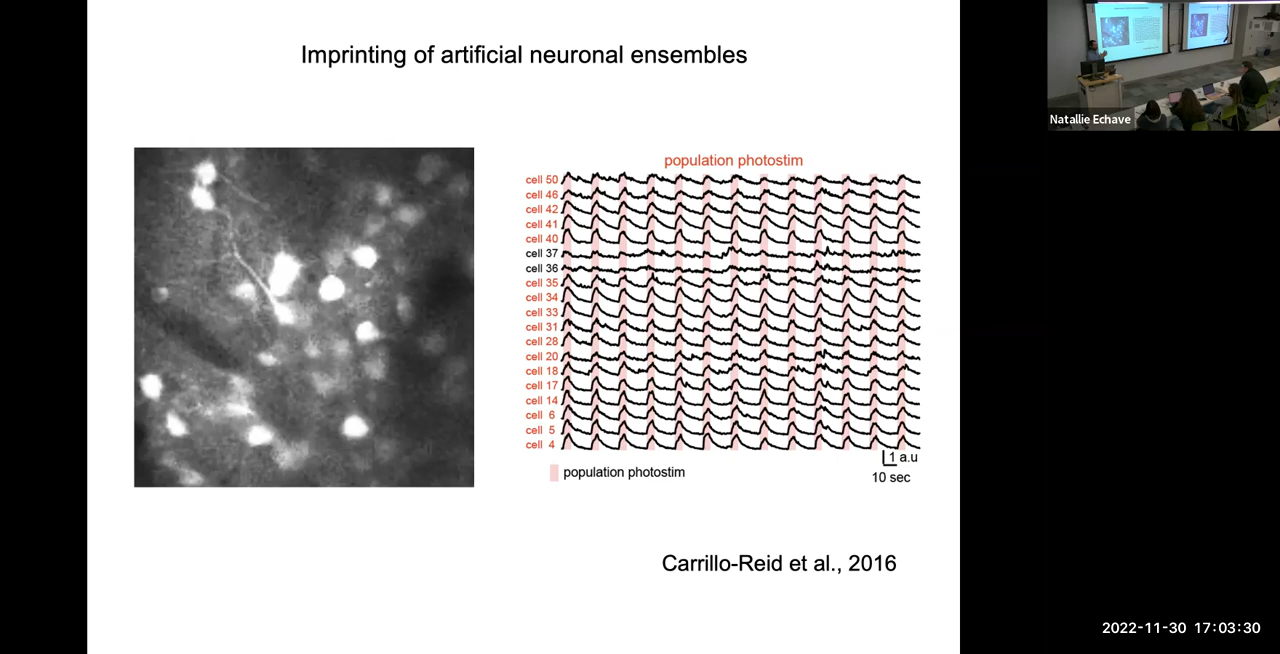 Imprinting of artificial neuronal ensembles
population photostim
cell 50
cell 46
cell 42
cell 41
cell 40
cell 37
cell 36
cell 35
cell 34
cell 33
cell 31
cell 28
cell 20
cell 18
cell 17
cell 14
cell 6
cell 5
cell 4
1 a.u
10 sec
population photostim
Carrillo-Reid et al., 2016
Natallie Echave
2022-11-30 17:03:30